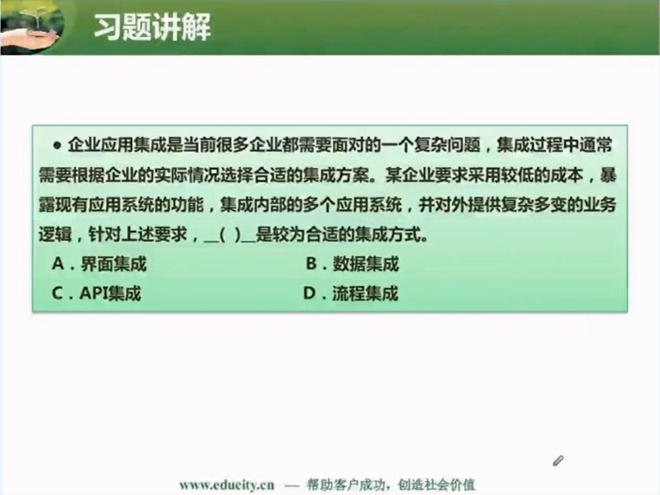 习题讲解
● 企业应用集成是当前很多企业都需要面对的一个复杂问题，集成过程中通常
需要根据企业的实际情况选择合适的集成方案。某企业要求采用较低的成本，暴
露现有应用系统的功能，集成内部的多个应用系统，并对外提供复杂多变的业务
逻辑，针对上述要求，__( )__是较为合适的集成方式。
A．界面集成 B．数据集成
C．API集成 D．流程集成
www.educity.cn — 帮助客户成功，创造社会价值